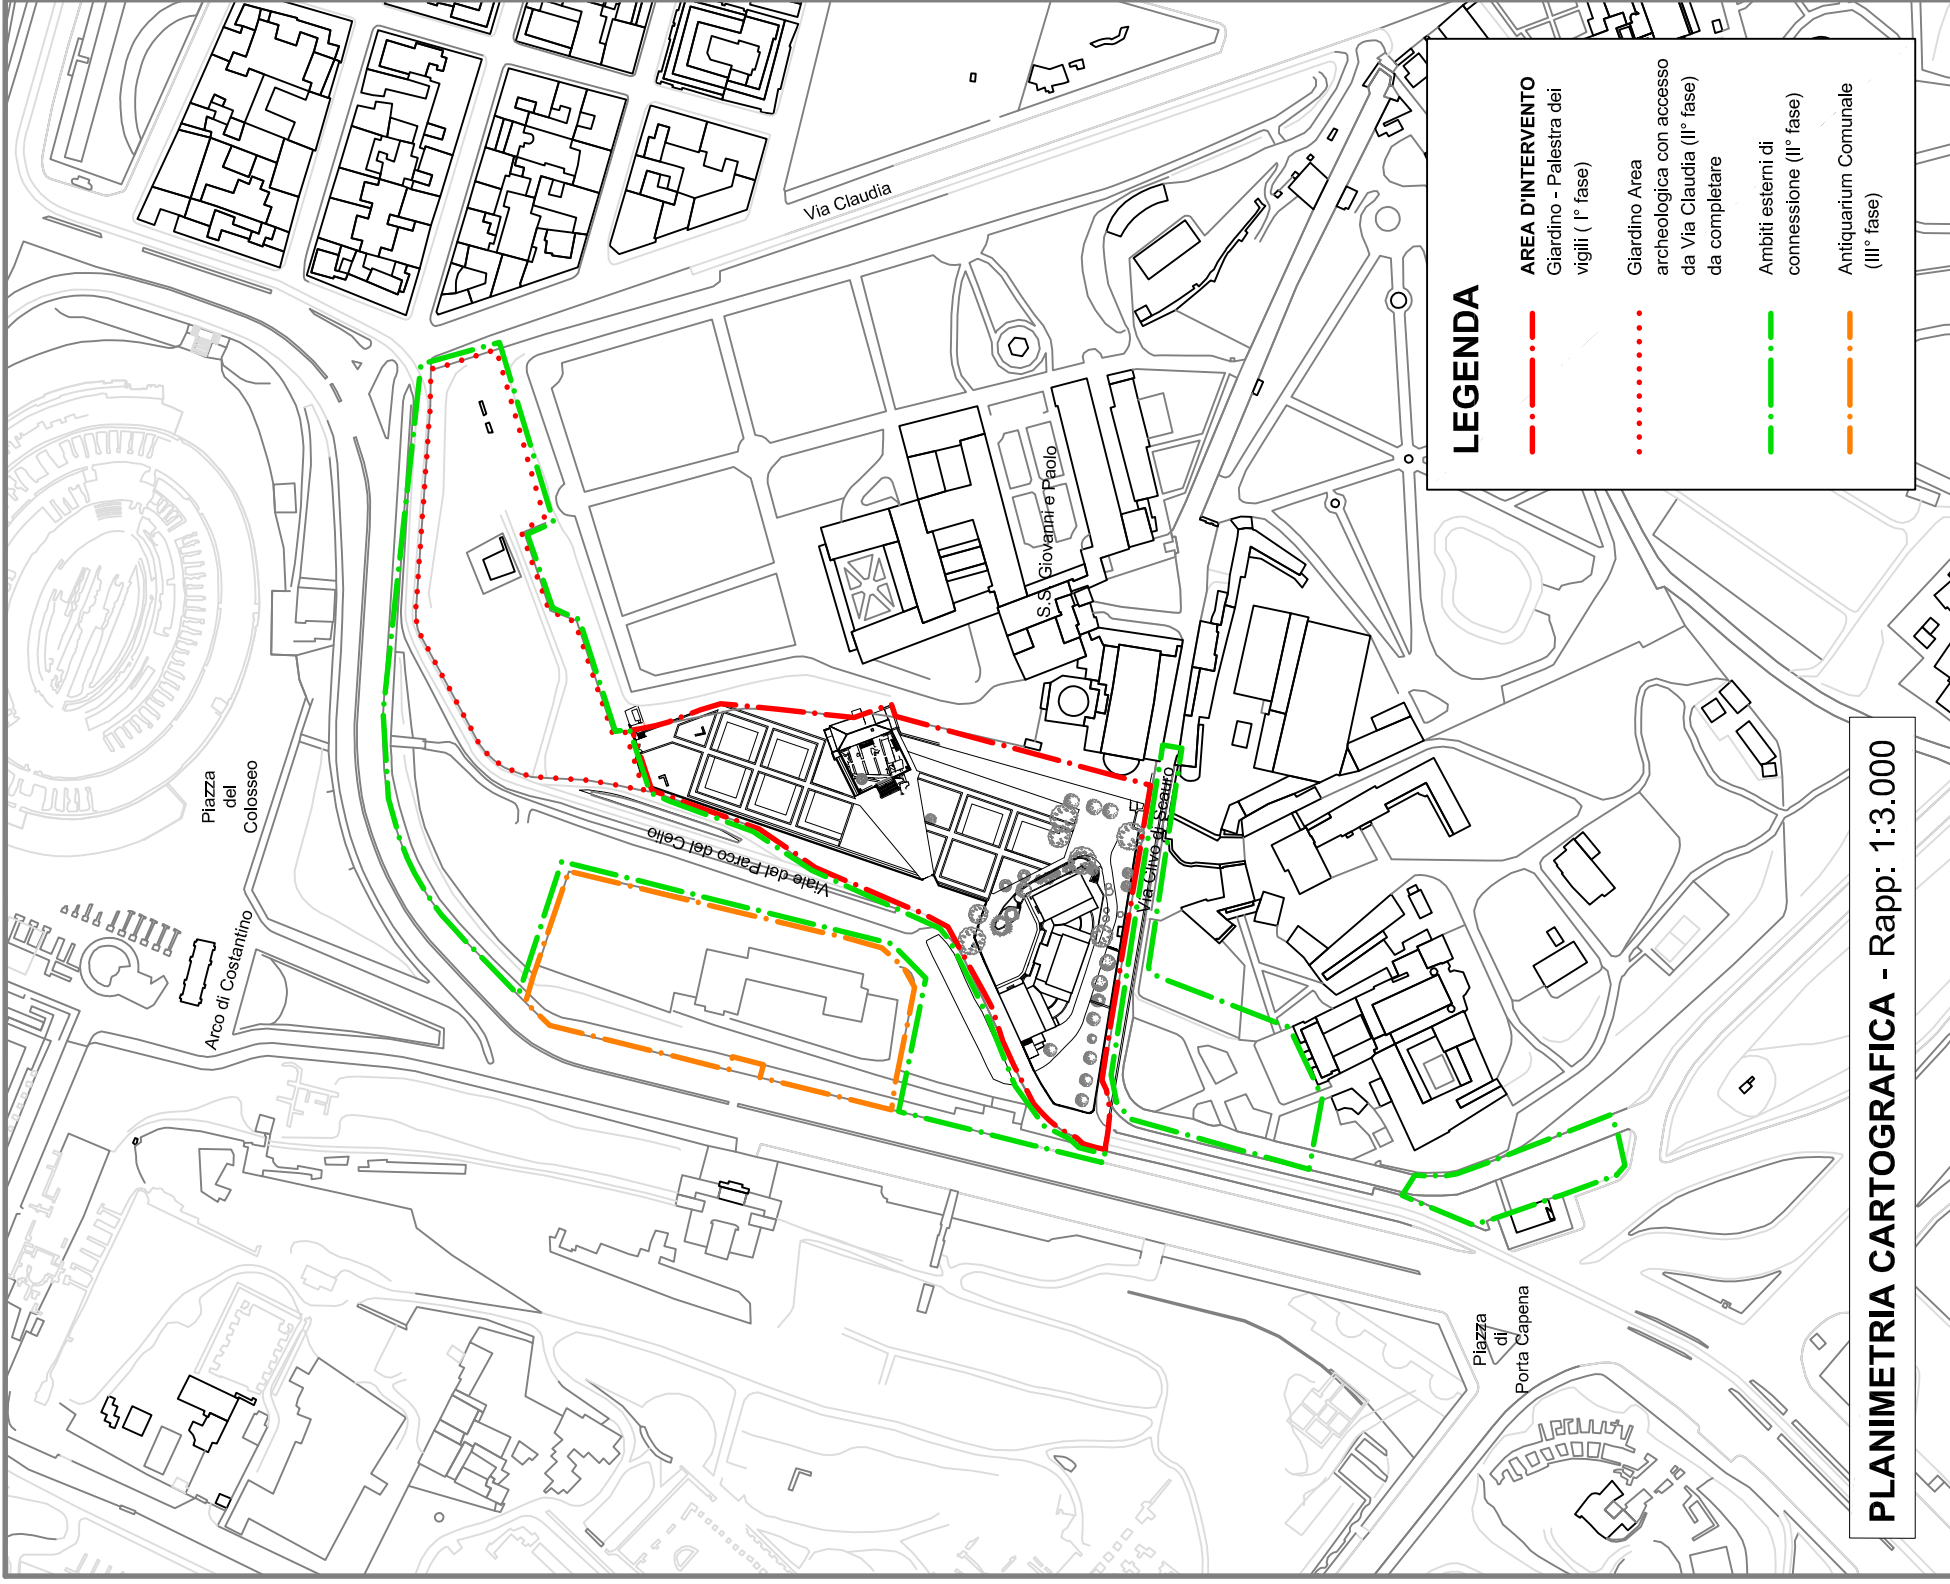 Via Claudia
Piazza
del
Colosseo
Arco di Costantino
Viale del Parco del Celio
S.S. Giovanni e Paolo
Via Clivo di Scauro
Piazza
di
Porta Capena
LEGENDA
AREA D'INTERVENTO
Giardino - Palestra dei
vigili ( I° fase)
Giardino Area
archeologica con accesso
da Via Claudia (II° fase)
da completare
Ambiti esterni di
connessione (II° fase)
Antiquarium Comunale
(III° fase)
PLANIMETRIA CARTOGRAFICA - Rapp: 1:3.000